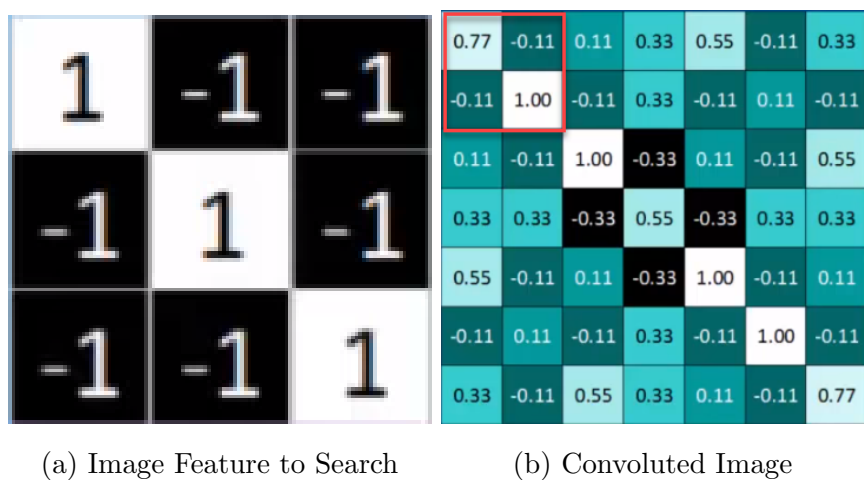 1 -1 -1
-1 1 -1
-1 -1 1
0.77 -0.11 0.11 0.33 0.55 -0.11 0.33
-0.11 1.00 -0.11 0.33 -0.11 0.11 -0.11
0.11 -0.11 1.00 -0.33 0.11 -0.11 0.55
0.33 0.33 -0.33 0.55 -0.33 0.33 0.33
0.55 -0.11 0.11 -0.33 1.00 -0.11 0.11
-0.11 0.11 -0.11 0.33 -0.11 1.00 -0.11
0.33 -0.11 0.55 0.33 0.11 -0.11 0.77
(a) Image Feature to Search
(b) Convoluted Image